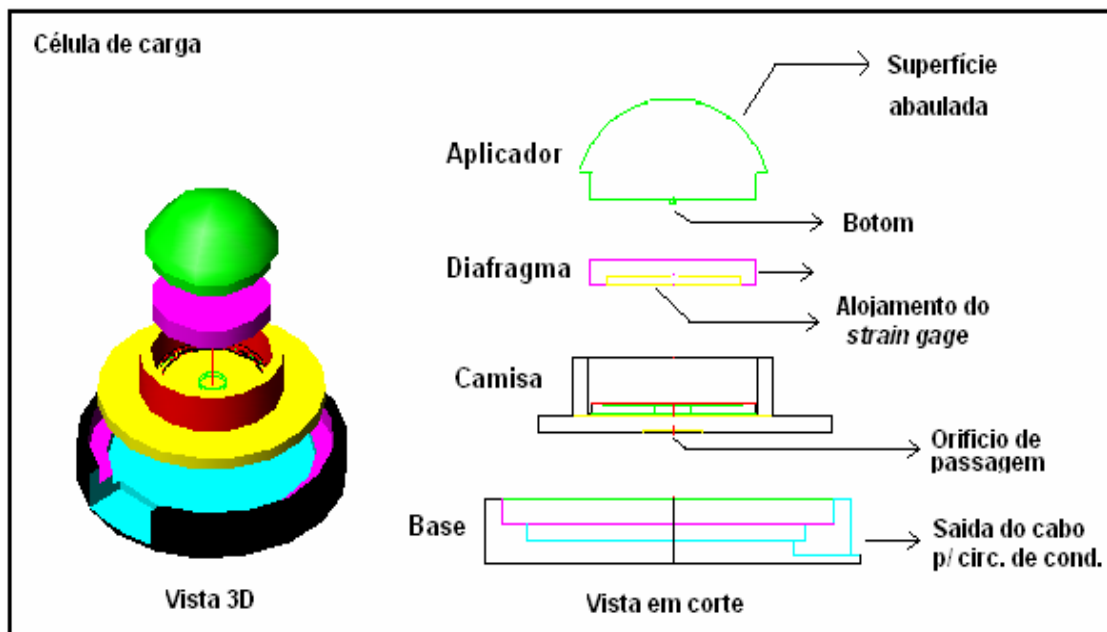 Célula de carga
Superfície
abaulada
Aplicador
Botom
Diafragma
Alojamento do
strain gage
Camisa
Orifício de
passagem
Base
Saida do cabo
p/ circ. de cond.
Vista 3D
Vista em corte